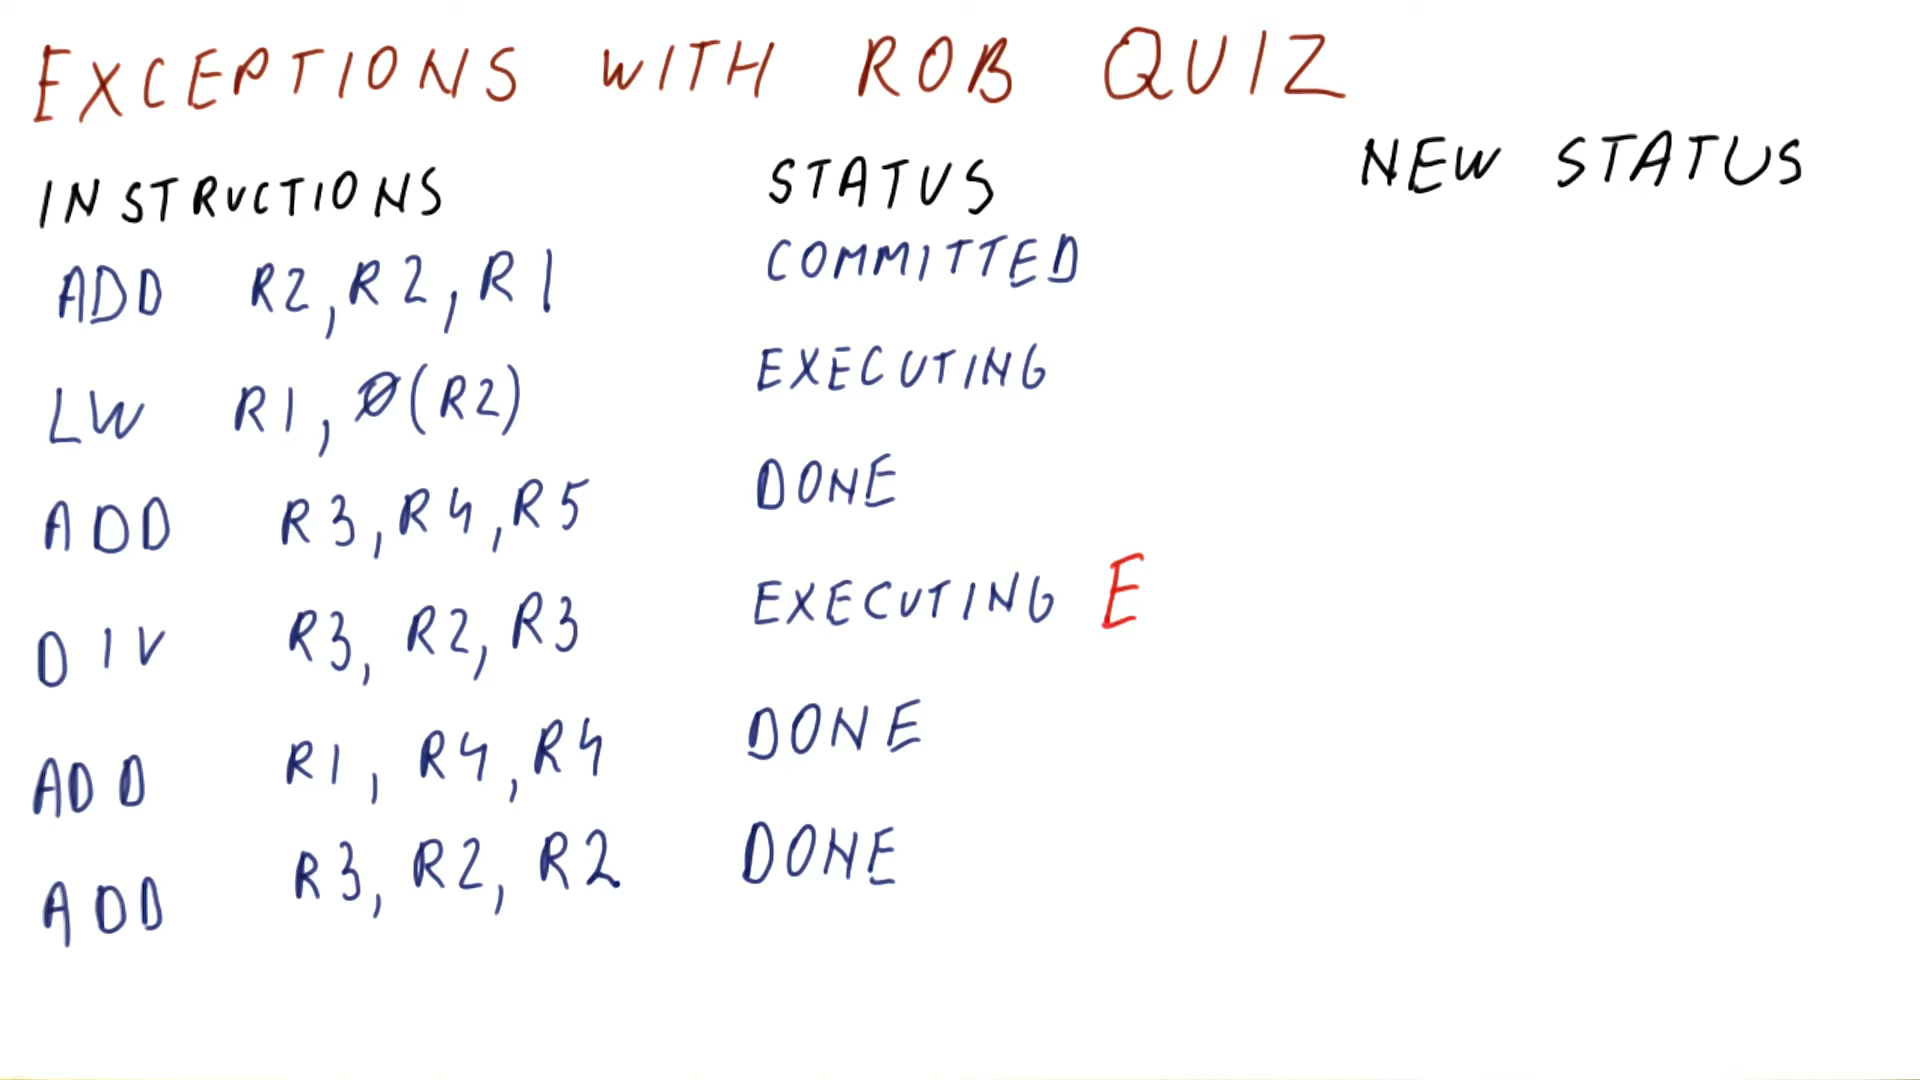 EXCEPTIONS WITH ROB QUIZ
INSTRUCTIONS STATUS NEW STATUS
ADD R2, R2, R1 COMMITTED
LW R1, 0(R2) EXECUTING
ADD R3, R4, R5 DONE
DIV R3, R2, R3 EXECUTING E
ADD R1, R4, R4 DONE
ADD R3, R2, R2 DONE